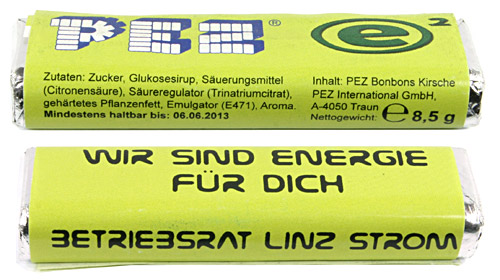 PEZ ® e 2
Zutaten: Zucker, Glukosesirup, Säuerungsmittel
(Citronensäure), Säureregulator (Trinatriumcitrat),
gehärtetes Pflanzenfett, Emulgator (E471), Aroma.
Mindestens haltbar bis: 06.06.2013
Inhalt: PEZ Bonbons Kirsche
PEZ International GmbH,
A-4050 Traun
Nettogewicht: ℮ 8,5 g
WIR SIND ENERGIE
FÜR DICH
BETRIEBSRAT LINZ STROM